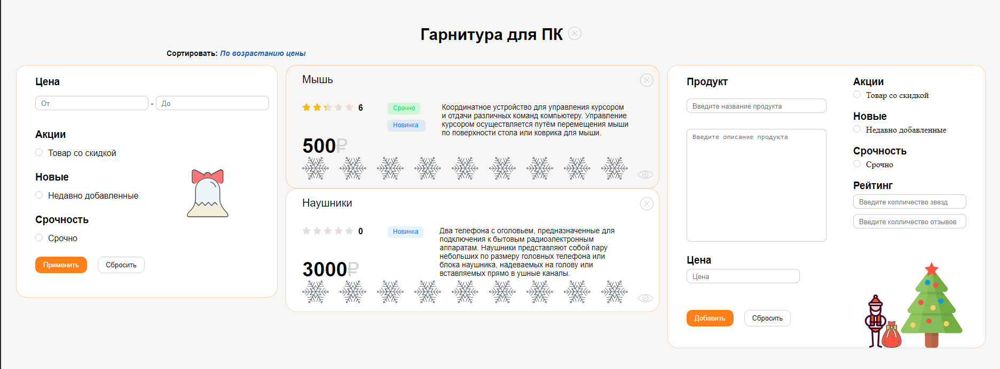 Гарнитура для ПК
Сортировать: По возрастанию цены
Цена
От - До
Акции
Товар со скидкой
Новые
Недавно добавленные
Срочность
Срочно
Применить Сбросить
Мышь
6
Срочно
Новинка
Координатное устройство для управления курсором
и отдачи различных команд компьютеру. Управление
курсором осуществляется путём перемещения мыши
по поверхности стола или коврика для мыши.
500₽
Наушники
0
Новинка
Два телефона с оголовьем, предназначенные для
подключения к бытовым радиоэлектронным
аппаратам. Наушники представляют собой пару
небольших по размеру головных телефона или
блока наушника, надеваемых на голову или
вставляемых прямо в ушные каналы.
3000₽
Продукт
Введите название продукта
Введите описание продукта
Цена
Цена
Добавить Сбросить
Акции
Товар со скидкой
Новые
Недавно добавленные
Срочность
Срочно
Рейтинг
Введите колличество звезд
Введите колличество отзывов